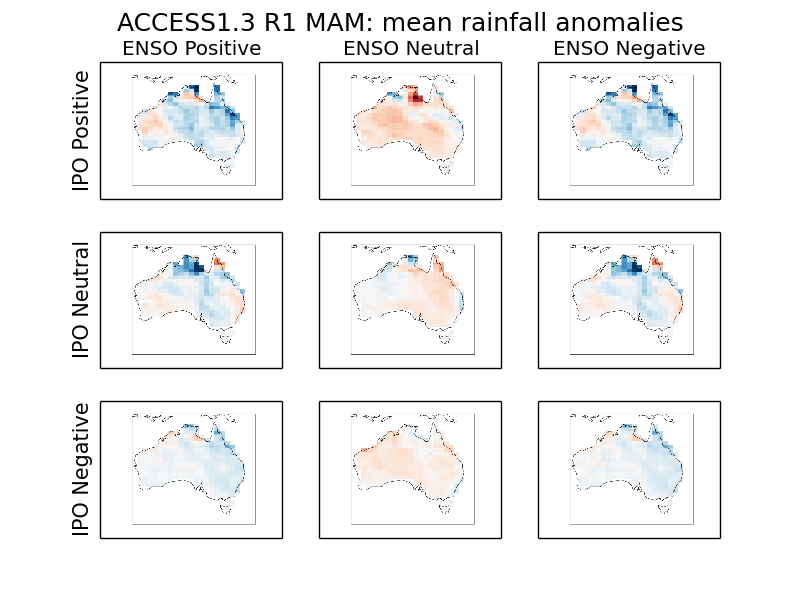 ACCESS1.3 R1 MAM: mean rainfall anomalies
ENSO Positive
ENSO Neutral
ENSO Negative
IPO Positive
IPO Neutral
IPO Negative